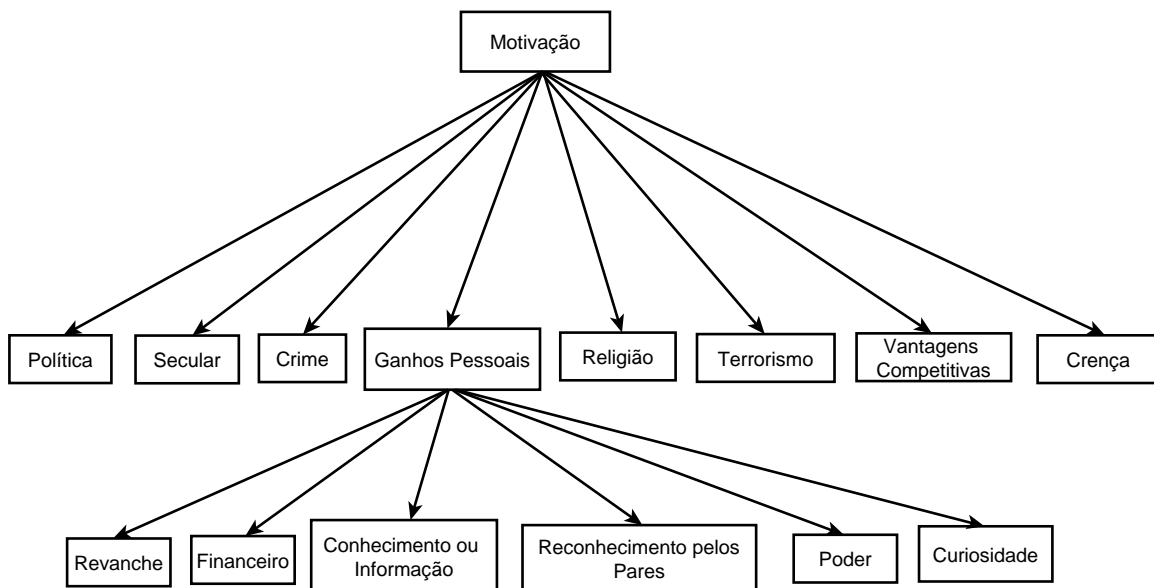 Motivação
Política
Secular
Crime
Ganhos Pessoais
Religião
Terrorismo
Vantagens
Competitivas
Crença
Revanche
Financeiro
Conhecimento ou
Informação
Reconhecimento pelos
Pares
Poder
Curiosidade